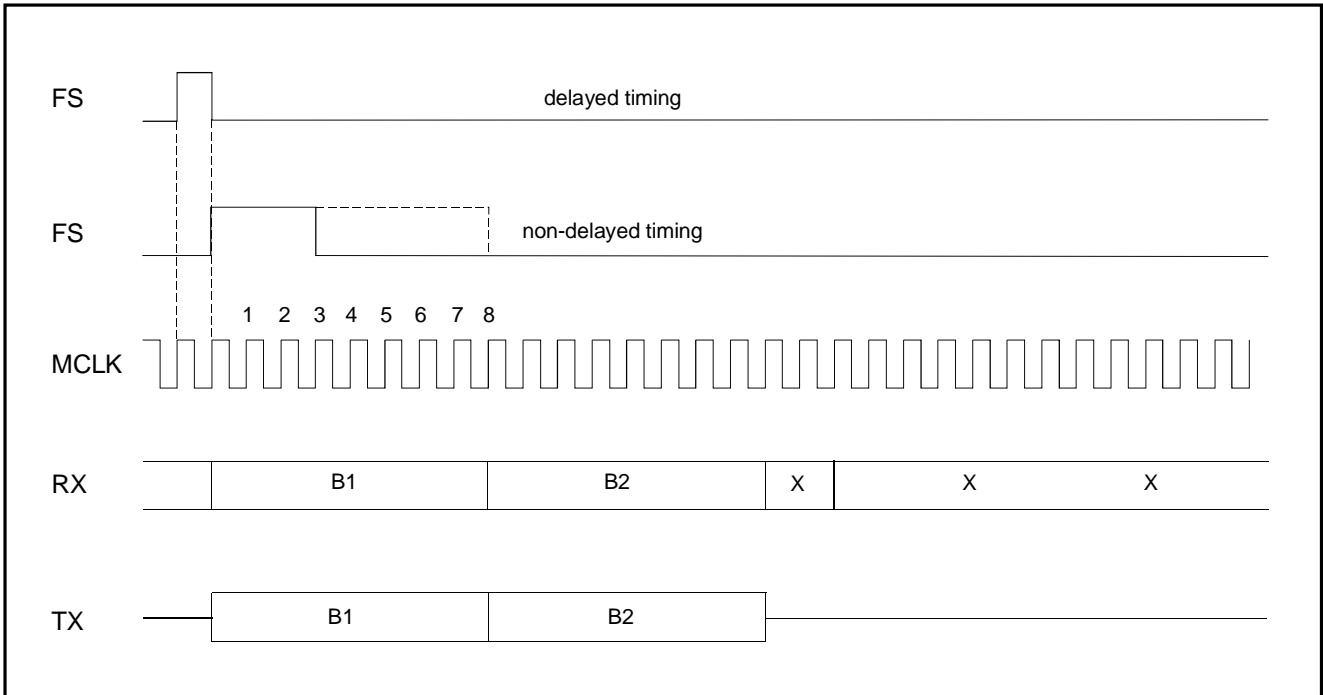 FS delayed timing
FS non-delayed timing
1 2 3 4 5 6 7 8
MCLK
RX B1 B2 X X X
TX B1 B2